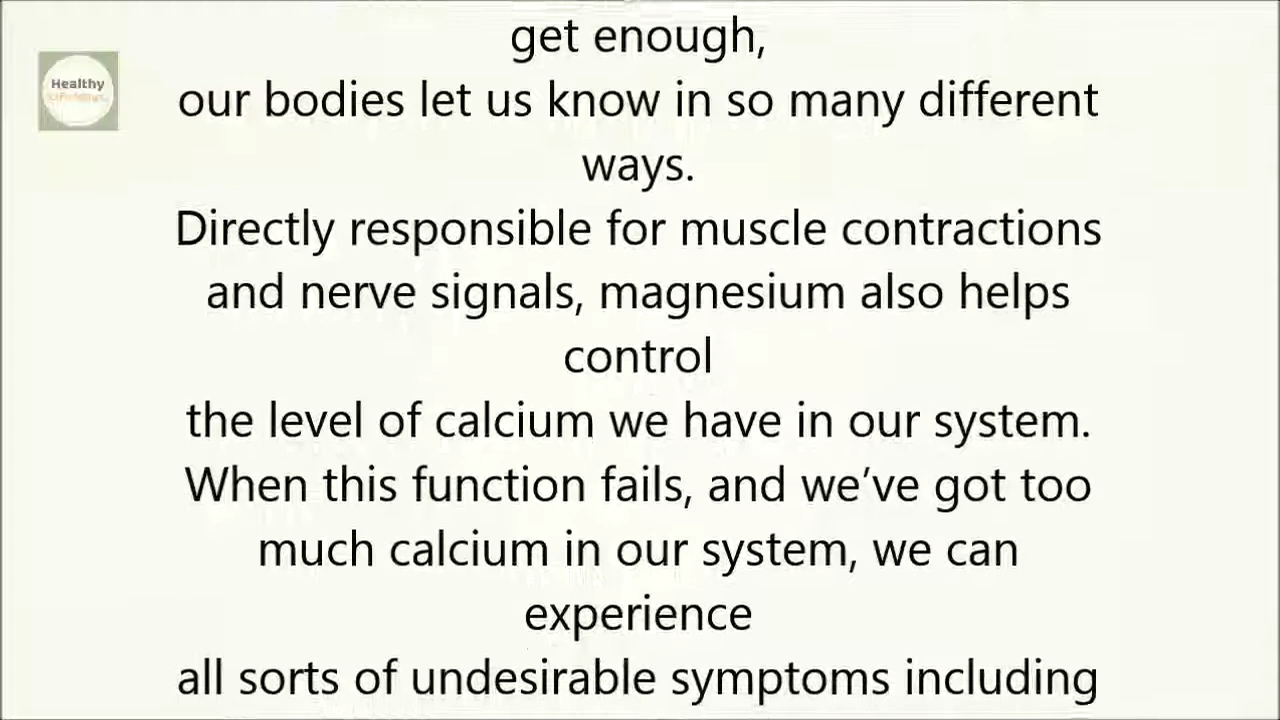 get enough,
Healthy
our bodies let us know in so many different
ways.
Directly responsible for muscle contractions
and nerve signals, magnesium also helps
control
the level of calcium we have in our system.
When this function fails, and we’ve got too
much calcium in our system, we can
experience
all sorts of undesirable symptoms including